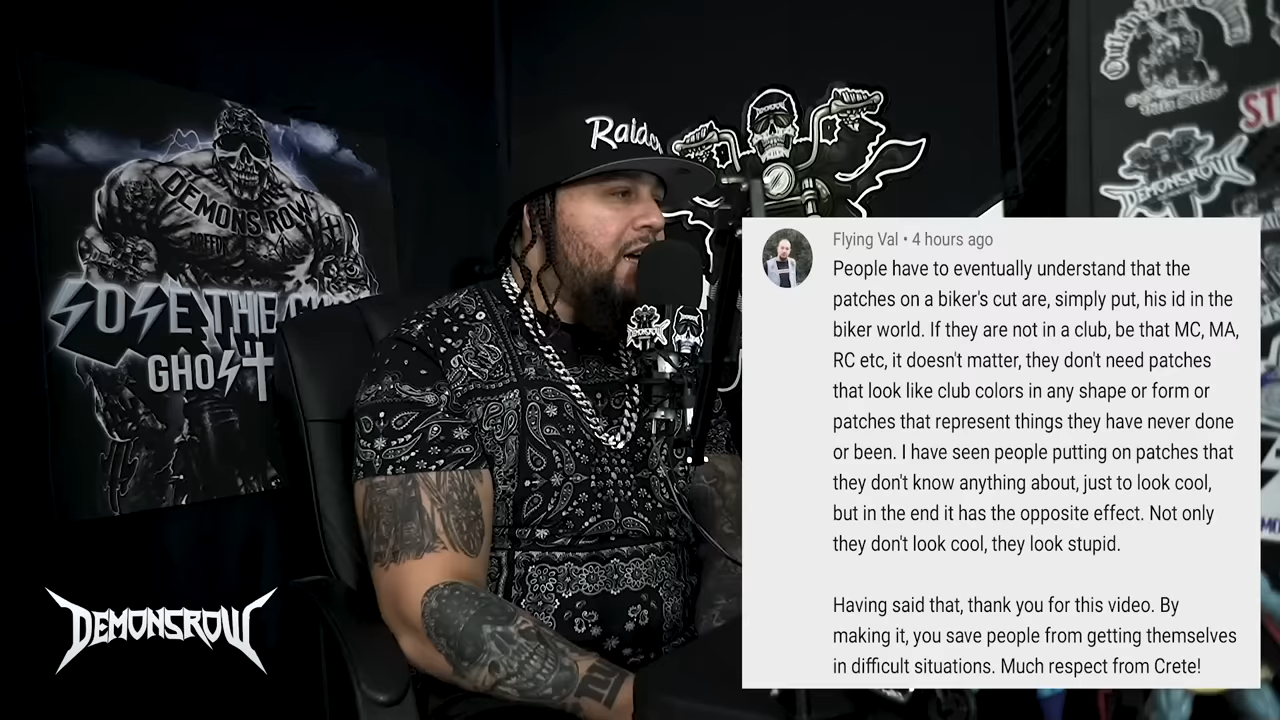 Raider
DEMONSROW
SOSE THE
GHOST
DEMONSROW
Flying Val • 4 hours ago
People have to eventually understand that the
patches on a biker's cut are, simply put, his id in the
biker world. If they are not in a club, be that MC, MA,
RC etc, it doesn't matter, they don't need patches
that look like club colors in any shape or form or
patches that represent things they have never done
or been. I have seen people putting on patches that
they don't know anything about, just to look cool,
but in the end it has the opposite effect. Not only
they don't look cool, they look stupid.
Having said that, thank you for this video. By
making it, you save people from getting themselves
in difficult situations. Much respect from Crete!
DEMONSROW